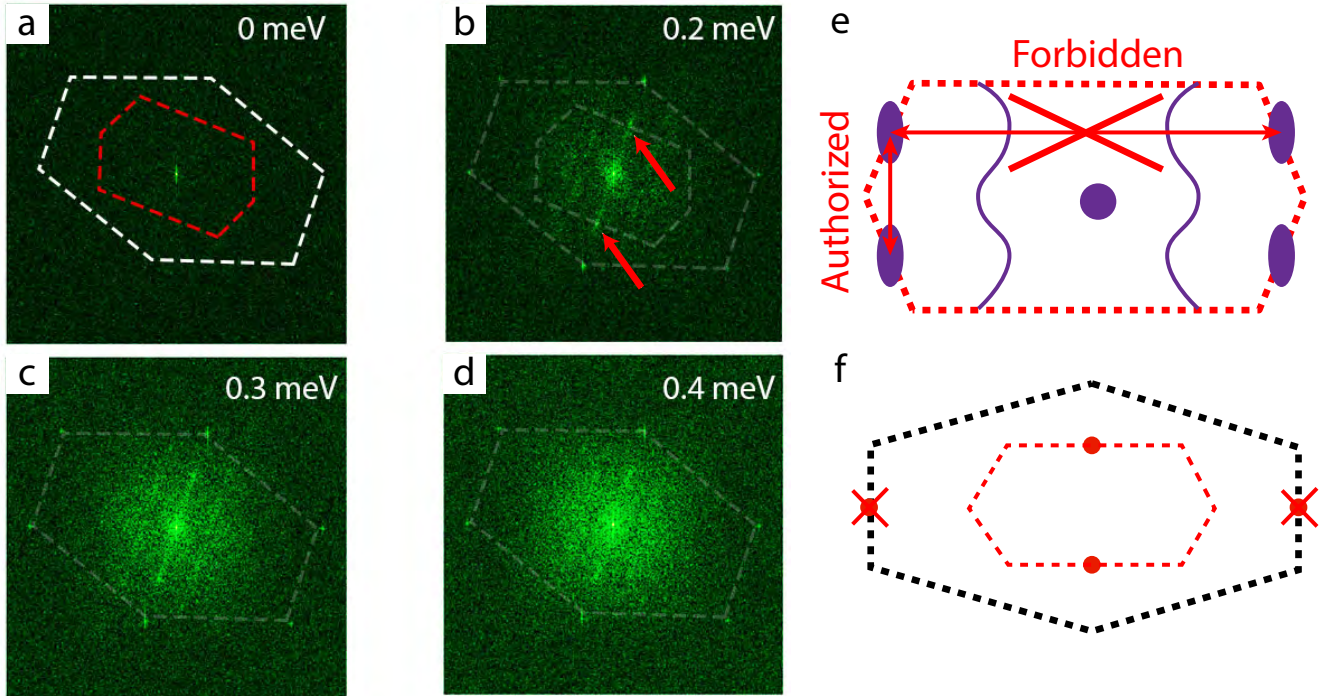 a
0 meV
b
0.2 meV
e
Forbidden
Authorized
c
0.3 meV
d
0.4 meV
f